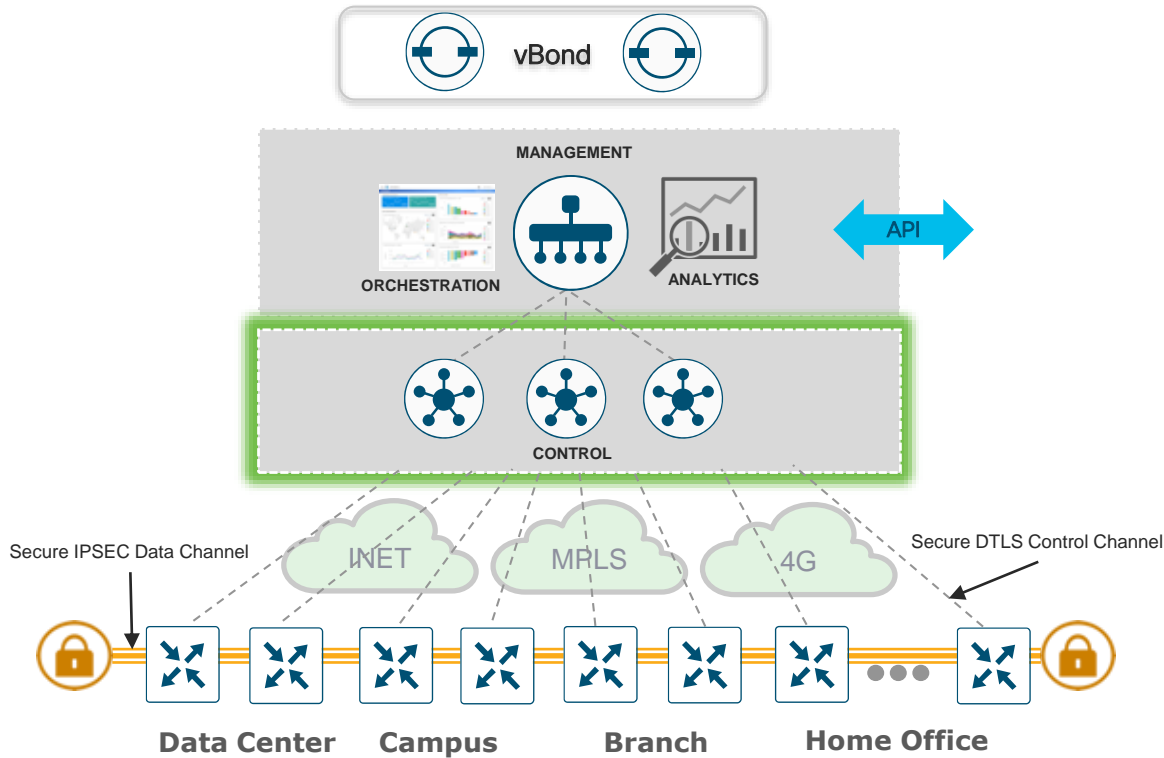 vBond
MANAGEMENT
API
ORCHESTRATION
ANALYTICS
CONTROL
INET
MPLS
4G
Secure IPSEC Data Channel
Secure DTLS Control Channel
Data Center
Campus
Branch
Home Office